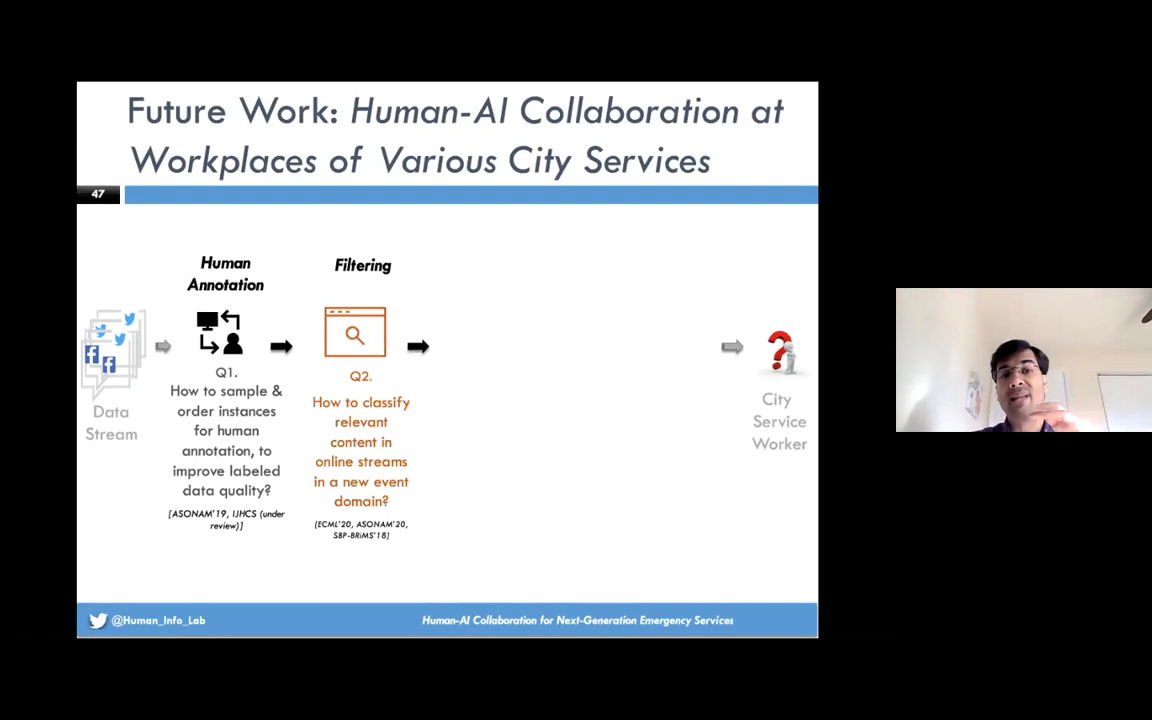 Future Work: Human-AI Collaboration at
Workplaces of Various City Services
47
Human
Annotation
Filtering
Data
Stream
Q1.
How to sample &
order instances
for human
annotation, to
improve labeled
data quality?
[ASONAM'19, IJHCS (under
review)]
Q2.
How to classify
relevant
content in
online streams
in a new event
domain?
[ECML'20, ASONAM'20,
SBP-BRiMS'18]
City
Service
Worker
@Human_Info_Lab
Human-AI Collaboration for Next-Generation Emergency Services